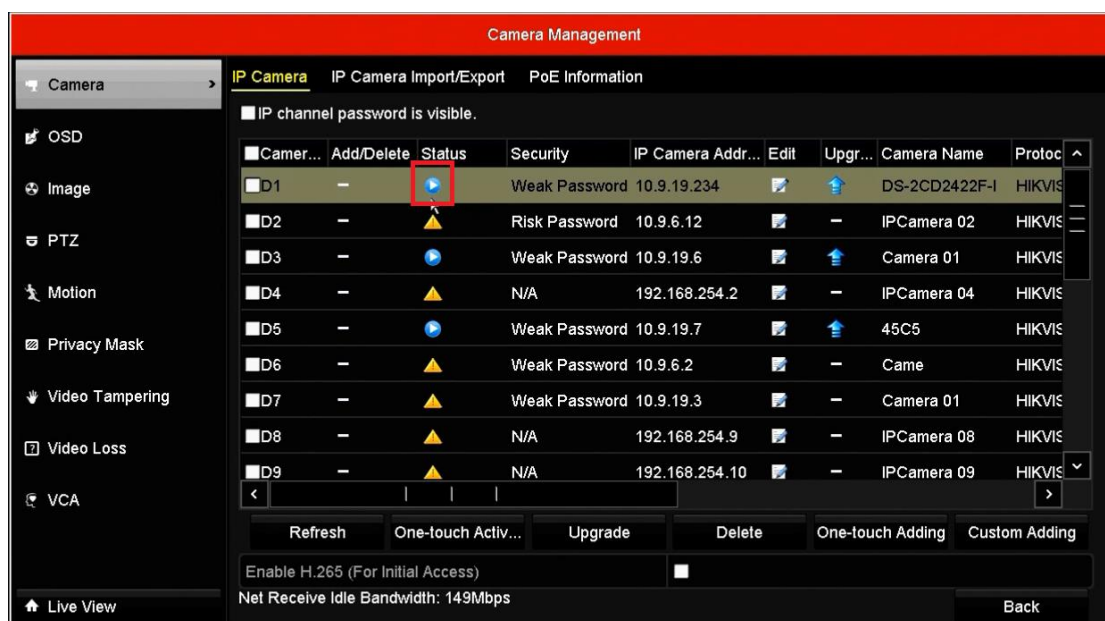 Camera Management
Camera
OSD
Image
PTZ
Motion
Privacy Mask
Video Tampering
Video Loss
VCA
Live View
IP Camera IP Camera Import/Export PoE Information
IP channel password is visible.
Camer... Add/Delete Status Security IP Camera Addr... Edit Upgr... Camera Name Protoc
D1 – Weak Password 10.9.19.234 DS-2CD2422F-I HIKVIS
D2 – Risk Password 10.9.6.12 – IPCamera 02 HIKVIS
D3 – Weak Password 10.9.19.6 Camera 01 HIKVIS
D4 – N/A 192.168.254.2 – IPCamera 04 HIKVIS
D5 – Weak Password 10.9.19.7 45C5 HIKVIS
D6 – Weak Password 10.9.6.2 – Came HIKVIS
D7 – Weak Password 10.9.19.3 – Camera 01 HIKVIS
D8 – N/A 192.168.254.9 – IPCamera 08 HIKVIS
D9 – N/A 192.168.254.10 – IPCamera 09 HIKVIS
Refresh One-touch Activ... Upgrade Delete One-touch Adding Custom Adding
Enable H.265 (For Initial Access)
Net Receive Idle Bandwidth: 149Mbps
Back